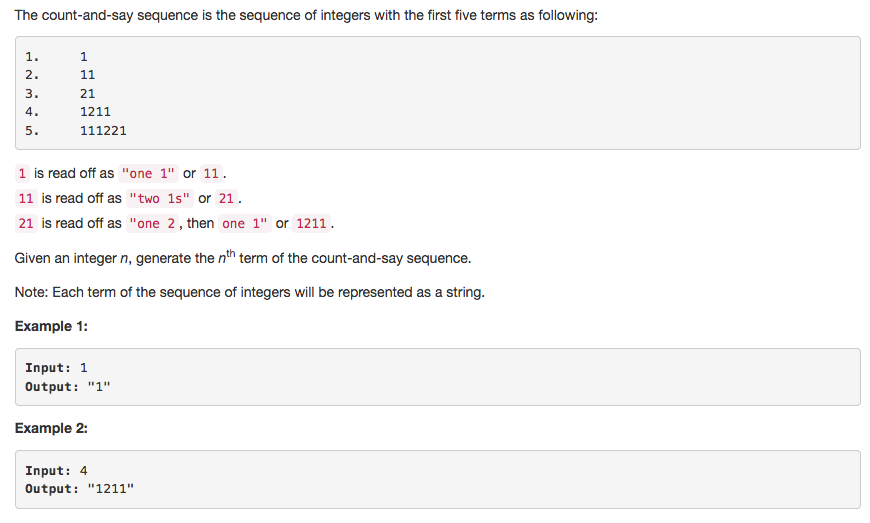 The count-and-say sequence is the sequence of integers with the first five terms as following:
1. 1
2. 11
3. 21
4. 1211
5. 111221
1 is read off as "one 1" or 11.
11 is read off as "two 1s" or 21.
21 is read off as "one 2, then one 1" or 1211.
Given an integer n, generate the nth term of the count-and-say sequence.
Note: Each term of the sequence of integers will be represented as a string.
Example 1:
Input: 1
Output: "1"
Example 2:
Input: 4
Output: "1211"